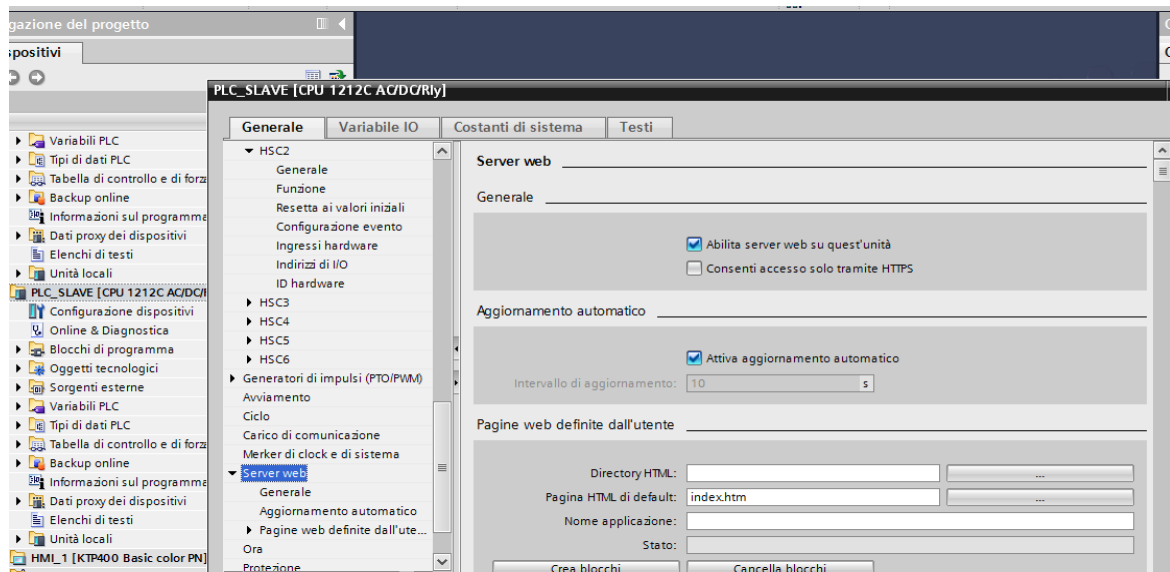 gazione del progetto
spositivi
PLC_SLAVE [CPU 1212C AC/DC/Rly]
Generale
Variabile IO
Costanti di sistema
Testi
Variabili PLC
Tipi di dati PLC
Tabella di controllo e di forza
Backup online
Informazioni sul programma
Dati proxy dei dispositivi
Elenchi di testi
Unità locali
PLC_SLAVE [CPU 1212C AC/DC/R
Configurazione dispositivi
Online & Diagnostica
Blocchi di programma
Oggetti tecnologici
Sorgenti esterne
Variabili PLC
Tipi di dati PLC
Tabella di controllo e di forza
Backup online
Informazioni sul programma
Dati proxy dei dispositivi
Elenchi di testi
Unità locali
HMI_1 [KTP400 Basic color PN]
HSC2
Generale
Funzione
Resetta ai valori iniziali
Configurazione evento
Ingressi hardware
Indirizzi di I/O
ID hardware
HSC3
HSC4
HSC5
HSC6
Generatori di impulsi (PTO/PWM)
Avviamento
Ciclo
Carico di comunicazione
Merker di clock e di sistema
Server web
Generale
Aggiornamento automatico
Pagine web definite dall'ute...
Ora
Protezione
Server web
Generale
Abilita server web su quest'unità
Consenti accesso solo tramite HTTPS
Aggiornamento automatico
Attiva aggiornamento automatico
Intervallo di aggiornamento: 10 s
Pagine web definite dall'utente
Directory HTML: ...
Pagina HTML di default: index.htm ...
Nome applicazione:
Stato:
Crea blocchi Cancella blocchi